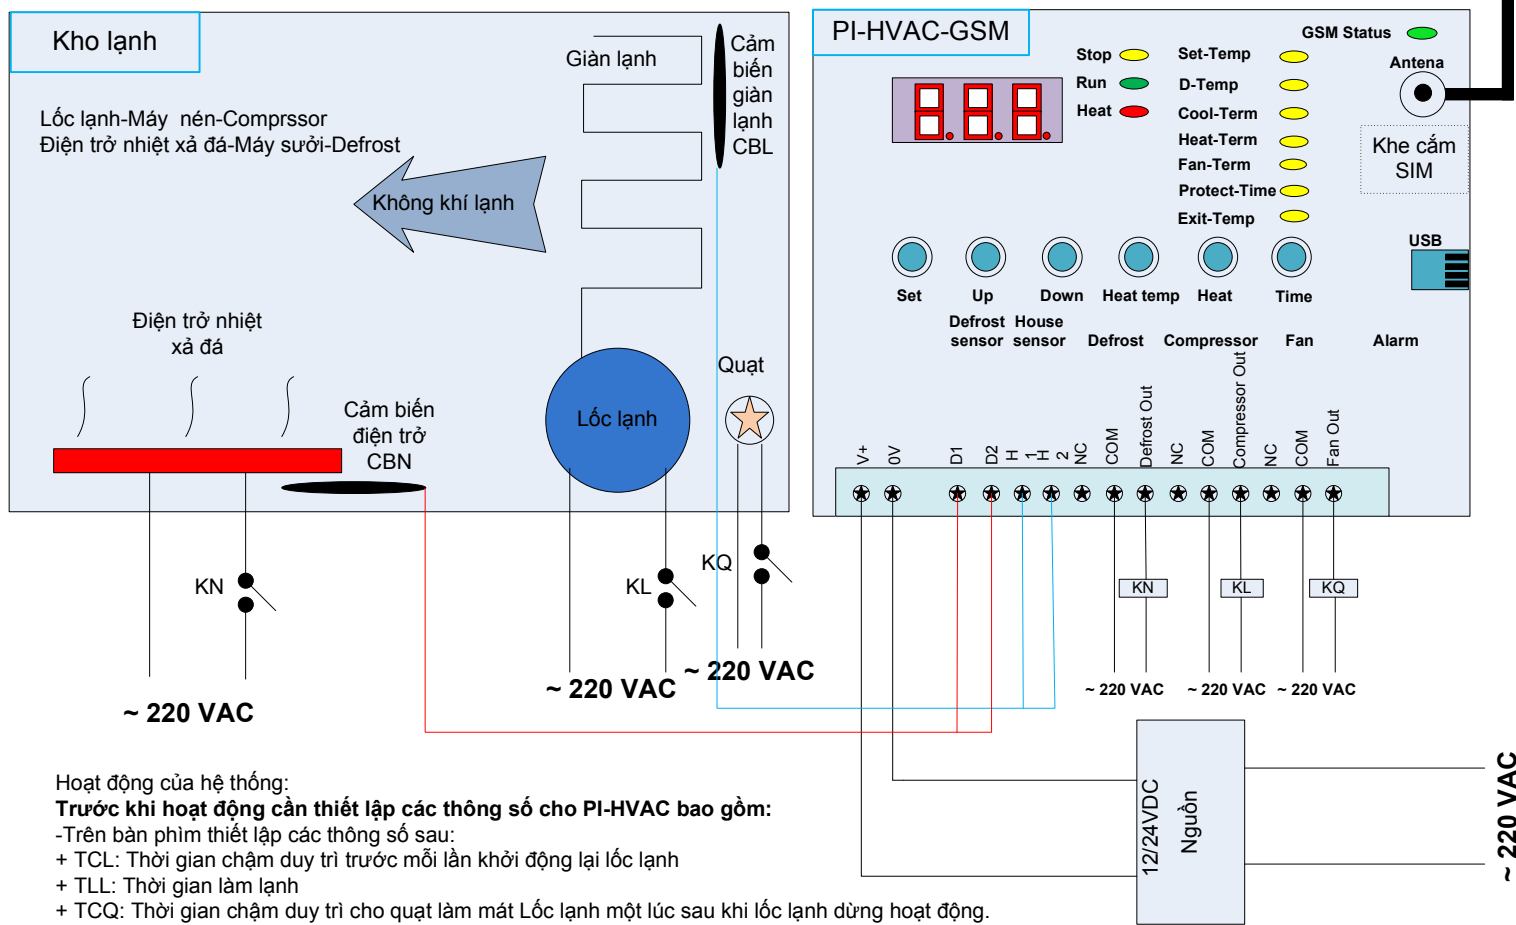 Kho lạnh
Lốc lạnh-Máy nén-Comprssor
Điện trở nhiệt xả đá-Máy sưởi-Defrost
Giàn lạnh
Cảm
biến
giàn
lạnh
CBL
Không khí lạnh
Điện trở nhiệt
xả đá
Cảm biến
điện trở
CBN
Lốc lạnh
Quạt
KN
KL
KQ
~ 220 VAC
~ 220 VAC
~ 220 VAC
PI-HVAC-GSM
GSM Status
Antena
Khe cắm
SIM
USB
Stop
Run
Heat
Set-Temp
D-Temp
Cool-Term
Heat-Term
Fan-Term
Protect-Time
Exit-Temp
8.8.8.
Set
Up
Down
Heat temp
Heat
Time
Defrost
sensor
House
sensor
Defrost
Compressor
Fan
Alarm
V+
0V
D1
D2
H
1
H
2
NC
COM
Defrost Out
NC
COM
Compressor Out
NC
COM
Fan Out
KN
KL
KQ
~ 220 VAC
~ 220 VAC
~ 220 VAC
12/24VDC
Nguồn
~ 220 VAC
Hoạt động của hệ thống:
Trước khi hoạt động cần thiết lập các thông số cho PI-HVAC bao gồm:
-Trên bàn phím thiết lập các thông số sau:
+ TCL: Thời gian chậm duy trì trước mỗi lần khởi động lại lốc lạnh
+ TLL: Thời gian làm lạnh
+ TCQ: Thời gian chậm duy trì cho quạt làm mát Lốc lạnh một lúc sau khi lốc lạnh dừng hoạt động.